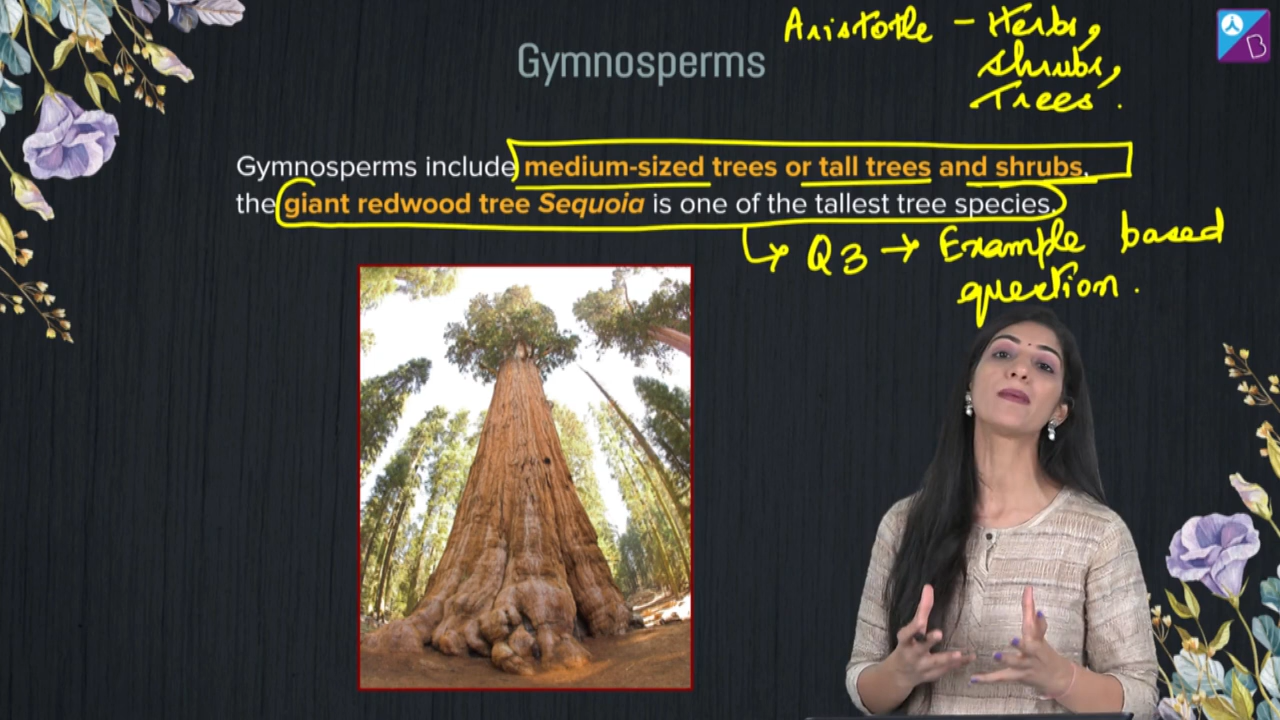 Aristotle - Herbs,
Shrubs,
Trees.
Gymnosperms
Gymnosperms include medium-sized trees or tall trees and shrubs,
the giant redwood tree Sequoia is one of the tallest tree species.
↳ Q3 → Example based
question.
B